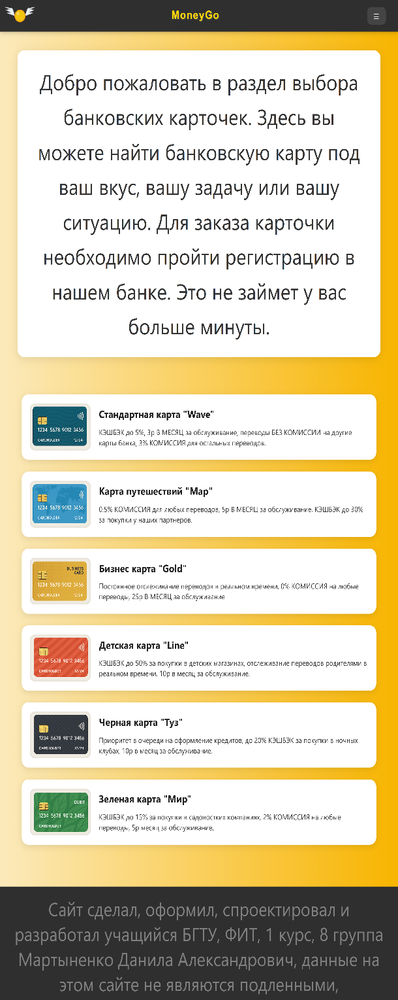 MoneyGo
☰
Добро пожаловать в раздел выбора
банковских карточек. Здесь вы
можете найти банковскую карту под
ваш вкус, вашу задачу или вашу
ситуацию. Для заказа карточки
необходимо пройти регистрацию в
нашем банке. Это не займет у вас
больше минуты.
1234 5678 9012 3456
CARDHOLDER 12/24
Стандартная карта "Wave"
КЭШБЭК до 5%, 3р В МЕСЯЦ за обслуживание, переводы БЕЗ КОМИССИИ на другие
карты банка, 3% КОМИССИЯ для остальных переводов.
1234 5678 9012 3456
CARDHOLDER 12/24
Карта путешествий "Map"
0.5% КОМИССИЯ для любых переводов, 5р В МЕСЯЦ за обслуживание. КЭШБЭК до 30%
за покупки у наших партнеров.
BUSINESS
CARD
1234 5678 9012 3456
CARDHOLDER 12/24
Бизнес карта "Gold"
Постоянное отслеживание переводов в реальном времени, 0% КОМИССИЯ на любые
переводы, 25р В МЕСЯЦ за обслуживание
1234 5678 9012 3456
CARDHOLDER 12/24
Детская карта "Line"
КЭШБЭК до 50% за покупки в детских магазинах, отслеживание переводов родителями в
реальном времени. 10р в месяц за обслуживание.
1234 5678 9012 3456
CARDHOLDER 12/24
Черная карта "Туз"
Приоритет в очереди на оформление кредитов, до 20% КЭШБЭК за покупки в ночных
клубах, 10р в месяц за обслуживание.
DEBIT
1234 5678 9012 3456
CARDHOLDER
Зеленая карта "Мир"
КЭШБЭК до 15% за покупки в садовостких компаниях, 2% КОМИССИЯ на любые
переводы, 5р месяц за обслуживание.
Сайт сделал, оформил, спроектировал и
разработал учащийся БГТУ, ФИТ, 1 курс, 8 группа
Мартыненко Данила Александрович, данные на
этом сайте не являются подленными,